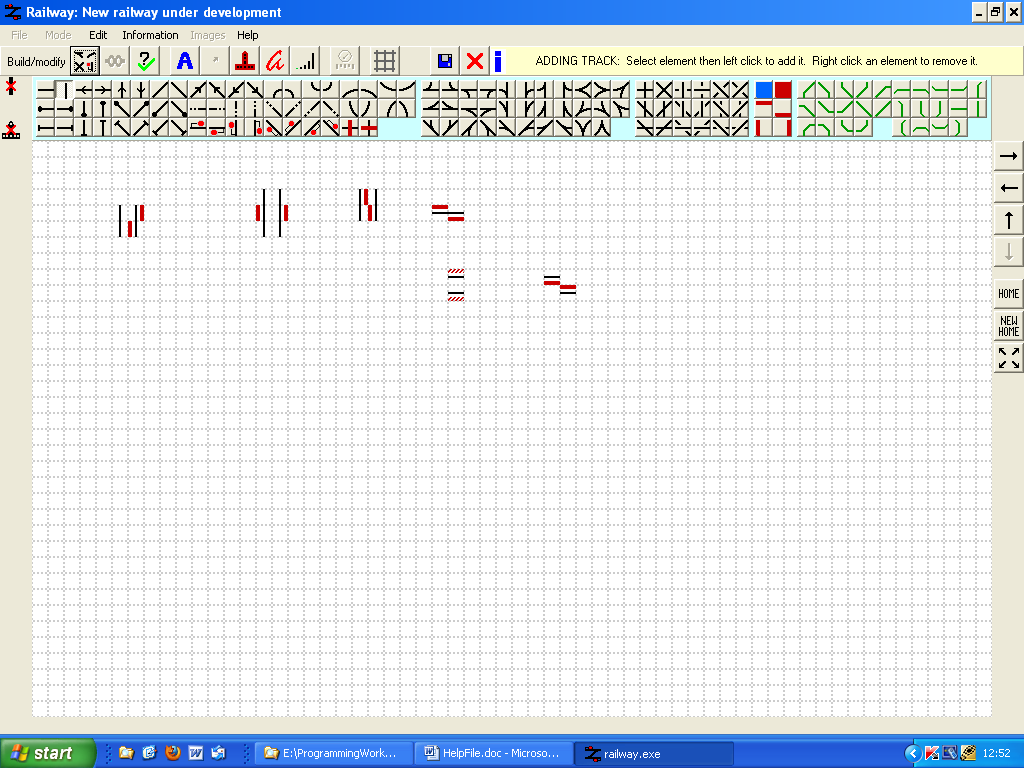 Railway: New railway under development
File Mode Edit Information Images Help
Build/modify A a ADDING TRACK: Select element then left click to add it. Right click an element to remove it.
HOME
NEW
HOME
start E:\ProgrammingWork... HelpFile.doc - Microso... railway.exe 12:52